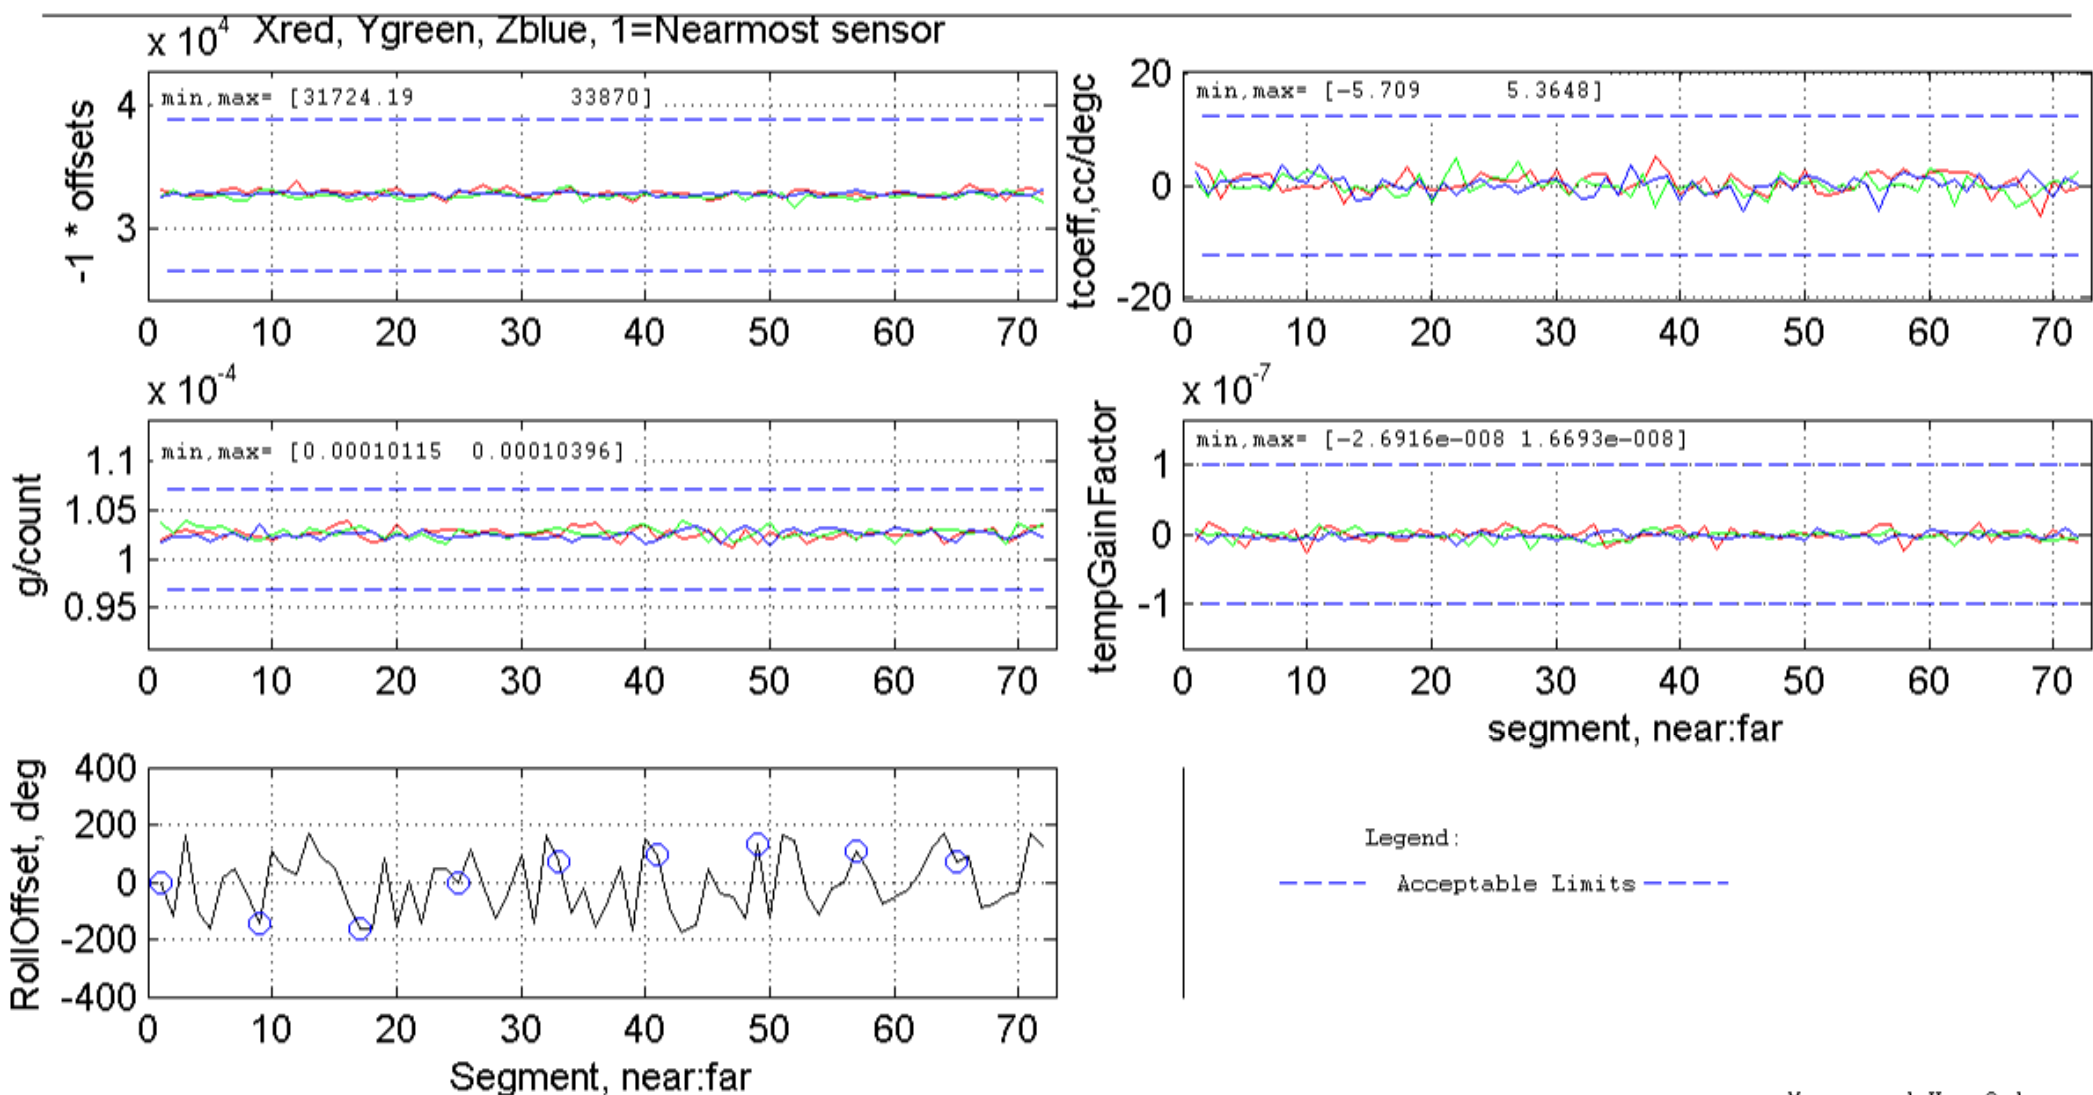 x 10^4 Xred, Ygreen, Zblue, 1=Nearmost sensor
min,max= [31724.19 33870]
-1 * offsets
4
3
0 10 20 30 40 50 60 70
min,max= [-5.709 5.3648]
tcoeff,cc/degc
20
0
-20
0 10 20 30 40 50 60 70
x 10^-4
min,max= [0.00010115 0.00010396]
g/count
1.1
1.05
1
0.95
0 10 20 30 40 50 60 70
x 10^-7
min,max= [-2.6916e-008 1.6693e-008]
tempGainFactor
1
0
-1
0 10 20 30 40 50 60 70
segment, near:far
RollOffset, deg
400
200
0
-200
-400
0 10 20 30 40 50 60 70
Segment, near:far
Legend:
Acceptable Limits